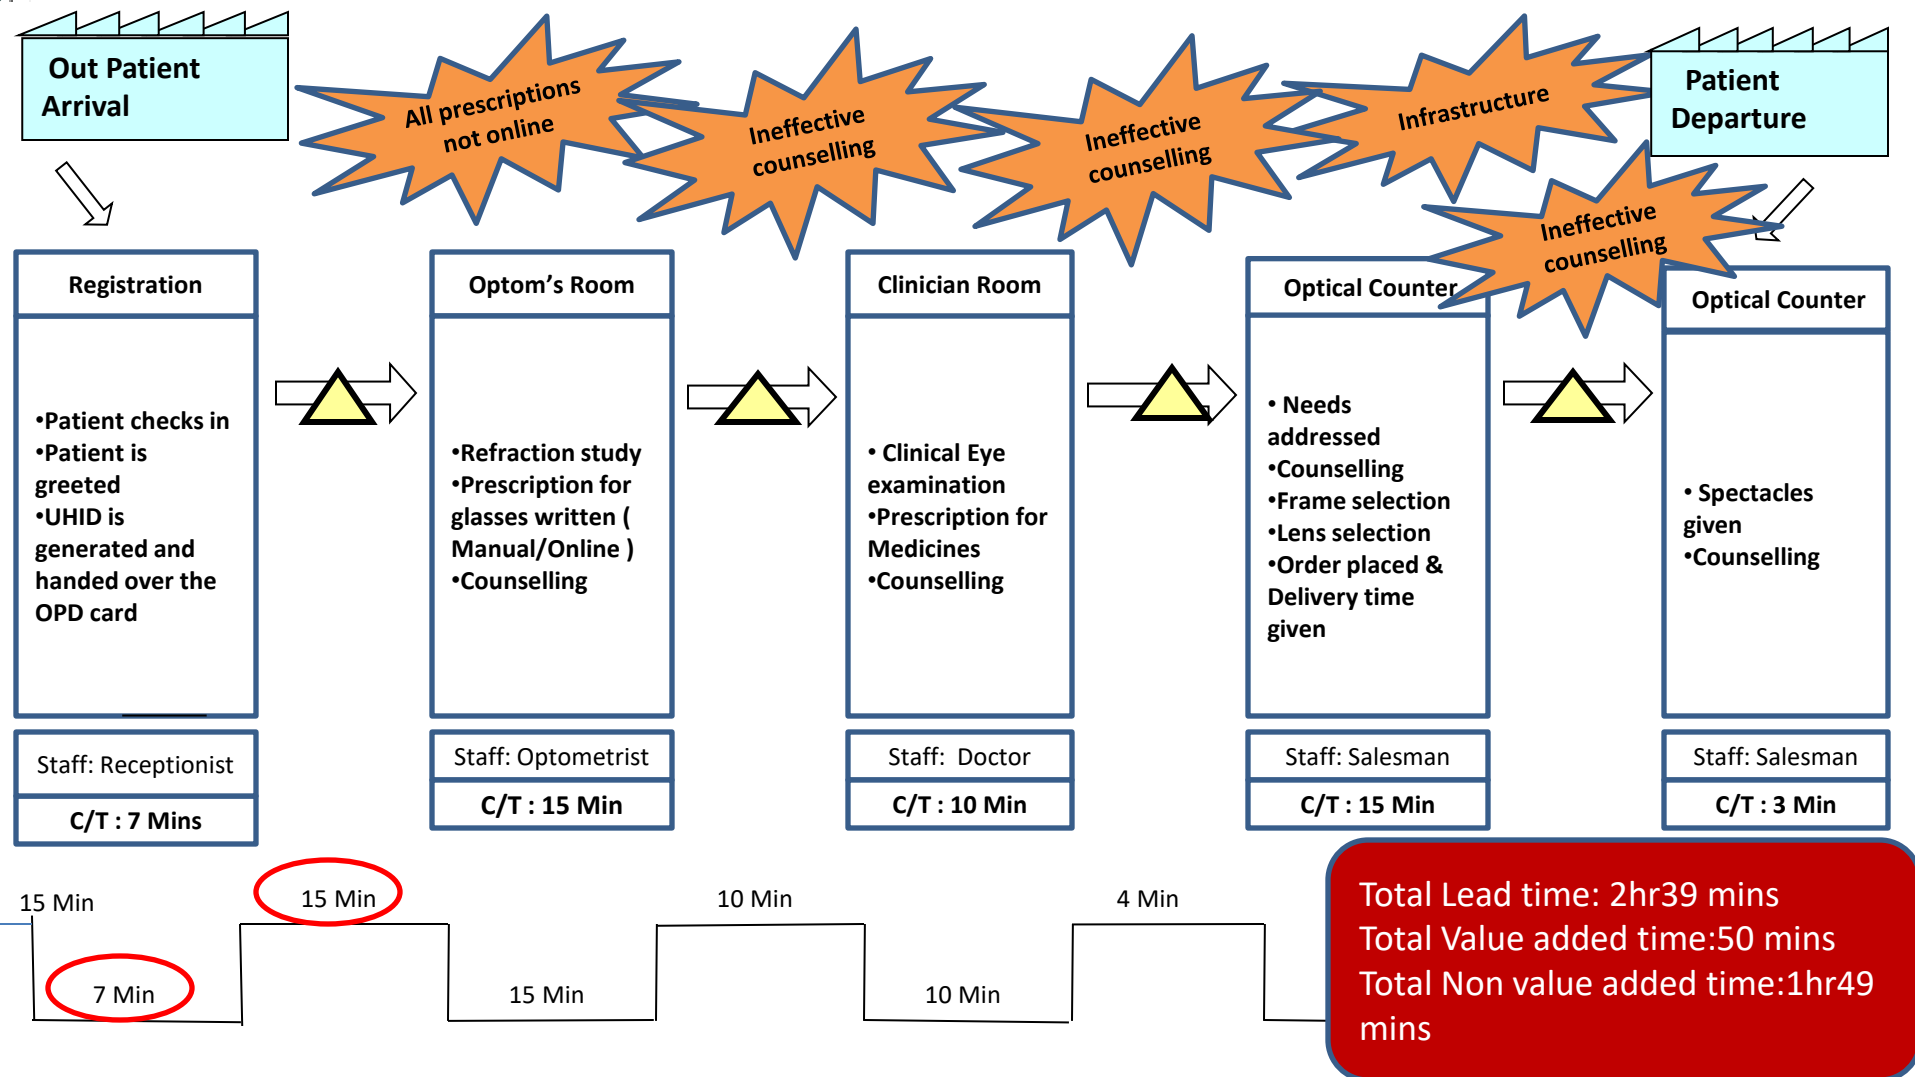 Out Patient
Arrival
All prescriptions
not online
Ineffective
counselling
Ineffective
counselling
Infrastructure
Patient
Departure
Ineffective
counselling
Registration
•Patient checks in
•Patient is
greeted
•UHID is
generated and
handed over the
OPD card
Staff: Receptionist
C/T : 7 Mins
Optom’s Room
•Refraction study
•Prescription for
glasses written (
Manual/Online )
•Counselling
Staff: Optometrist
C/T : 15 Min
Clinician Room
• Clinical Eye
examination
•Prescription for
Medicines
•Counselling
Staff:  Doctor
C/T : 10 Min
Optical Counter
• Needs
addressed
•Counselling
•Frame selection
•Lens selection
•Order placed &
Delivery time
given
Staff: Salesman
C/T : 15 Min
Optical Counter
• Spectacles
given
•Counselling
Staff: Salesman
C/T : 3 Min
15 Min
7 Min
15 Min
15 Min
10 Min
10 Min
4 Min
Total Lead time: 2hr39 mins
Total Value added time:50 mins
Total Non value added time:1hr49
mins